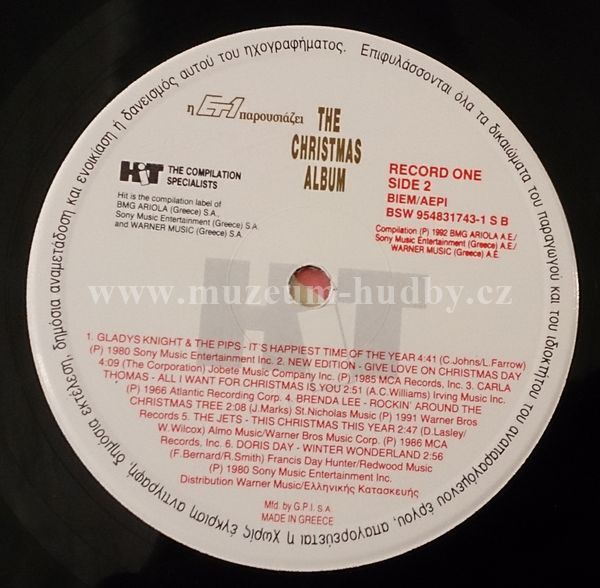 Επιφυλάσσονται όλα τα δικαιώματα του παραγωγού και του ιδιοκτήτου του αναπαραγόμενου έργου, απαγορεύεται η χωρίς έγκριση αντιγραφή, δημόσια εκτέλεση, δημόσια αναμετάδοση και ενοικίαση ή δανεισμός αυτού του ηχογραφήματος.
η ΕΤ1 παρουσιάζει
THE
CHRISTMAS
ALBUM
HIT THE COMPILATION
SPECIALISTS
Hit is the compilation label of
BMG ARIOLA (Greece) S.A.,
Sony Music Entertainment (Greece) S.A.
and WARNER MUSIC (Greece) S.A.
RECORD ONE
SIDE 2
BIEM/AEPI
BSW 954831743-1 S B
Compilation (P) 1992 BMG ARIOLA A.E/
Sony Music Entertainment (Greece) A.E/
WARNER MUSIC (Greece) A.E.
HIT
www.muzeum-hudby.cz
1. GLADYS KNIGHT & THE PIPS - IT'S HAPPIEST TIME OF THE YEAR 4:41 (C.Johns/L.Farrow)
(P) 1980 Sony Music Entertainment Inc. 2. NEW EDITION - GIVE LOVE ON CHRISTMAS DAY
4:09 (The Corporation) Jobete Music Company Inc. (P) 1985 MCA Records, Inc. 3. CARLA
THOMAS - ALL I WANT FOR CHRISTMAS IS YOU 2:51 (A.C.Williams) Irving Music Inc.
(P) 1966 Atlantic Recording Corp. 4. BRENDA LEE - ROCKIN' AROUND THE
CHRISTMAS TREE 2:08 (J.Marks) St.Nicholas Music (P) 1991 Warner Bros
Records 5. THE JETS - THIS CHRISTMAS THIS YEAR 2:47 (D.Lasley/
W.Wilcox) Almo Music/Warner Bros Music Corp. (P) 1986 MCA
Records, Inc. 6. DORIS DAY - WINTER WONDERLAND 2:56
(F.Bernard/R.Smith) Francis Day Hunter/Redwood Music
(P) 1980 Sony Music Entertainment Inc.
Distribution Warner Music/Ελληνικής Κατασκευής
Mfd. by G.P.I. s.A.
MADE IN GREECE